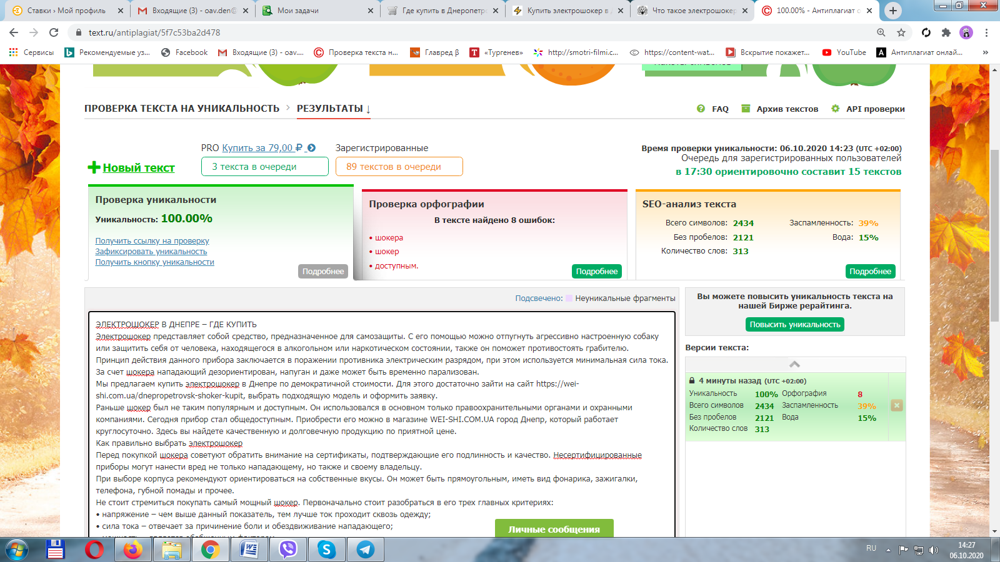 Ставки › Мой профиль
Входящие (3) - oav.den@
Мои задачи
Где купить в Днепропетр
Купить электрошокер в
Что такое электрошокер
100.00% - Антиплагиат о
text.ru/antiplagiat/5f7c53ba2d478
Сервисы
Рекомендуемые уз...
Facebook
Входящие (3) - oav....
Проверка текста н...
Главред β
«Тургенев»
http://smotri-filmi.c...
https://content-wat...
Вскрытие покажет...
YouTube
Антиплагиат онлай...
»
ПРОВЕРКА ТЕКСТА НА УНИКАЛЬНОСТЬ
РЕЗУЛЬТАТЫ ↓
FAQ
Архив текстов
API проверки
Новый текст
PRO Купить за 79,00 ₽
3 текста в очереди
Зарегистрированные
89 текстов в очереди
Время проверки уникальности: 06.10.2020 14:23 (UTC +02:00)
Очередь для зарегистрированных пользователей
в 17:30 ориентировочно составит 15 текстов
Проверка уникальности
Уникальность: 100.00%
Получить ссылку на проверку
Зафиксировать уникальность
Получить кнопку уникальности
Подробнее
Проверка орфографии
В тексте найдено 8 ошибок:
• шокера
• шокер
• доступным.
Подробнее
SEO-анализ текста
Всего символов: 2434
Без пробелов: 2121
Количество слов: 313
Заспамленность: 39%
Вода: 15%
Подробнее
Подсвечено: Неуникальные фрагменты
ЭЛЕКТРОШОКЕР В ДНЕПРЕ – ГДЕ КУПИТЬ
Электрошокер представляет собой средство, предназначенное для самозащиты. С его помощью можно отпугнуть агрессивно настроенную собаку
или защитить себя от человека, находящегося в алкогольном или наркотическом состоянии, также он поможет противостоять грабителю.
Принцип действия данного прибора заключается в поражении противника электрическим разрядом, при этом используется минимальная сила тока.
За счет шокера нападающий дезориентирован, напуган и даже может быть временно парализован.
Мы предлагаем купить электрошокер в Днепре по демократичной стоимости. Для этого достаточно зайти на сайт https://wei-
shi.com.ua/dnepropetrovsk-shoker-kupit, выбрать подходящую модель и оформить заявку.
Раньше шокер был не таким популярным и доступным. Он использовался в основном только правоохранительными органами и охранными
компаниями. Сегодня прибор стал общедоступным. Приобрести его можно в магазине WEI-SHI.COM.UA город Днепр, который работает
круглосуточно. Здесь вы найдете качественную и долговечную продукцию по приятной цене.
Как правильно выбрать электрошокер
Перед покупкой шокера советуют обратить внимание на сертификаты, подтверждающие его подлинность и качество. Несертифицированные
приборы могут нанести вред не только нападающему, но также и своему владельцу.
При выборе корпуса рекомендуют ориентироваться на собственные вкусы. Он может быть прямоугольным, иметь вид фонарика, зажигалки,
телефона, губной помады и прочее.
Не стоит стремиться покупать самый мощный шокер. Первоначально стоит разобраться в его трех главных критериях:
• напряжение – чем выше данный показатель, тем лучше ток проходит сквозь одежду;
• сила тока – отвечает за причинение боли и обездвиживание нападающего;
Личные сообщения
Вы можете повысить уникальность текста на
нашей Бирже рерайтинга.
Повысить уникальность
Версии текста:
4 минуты назад (UTC +02:00)
Уникальность 100% Орфография 8
Всего символов 2434 Заспамленность 39%
Без пробелов 2121 Вода 15%
Количество слов 313
RU
14:27
06.10.2020